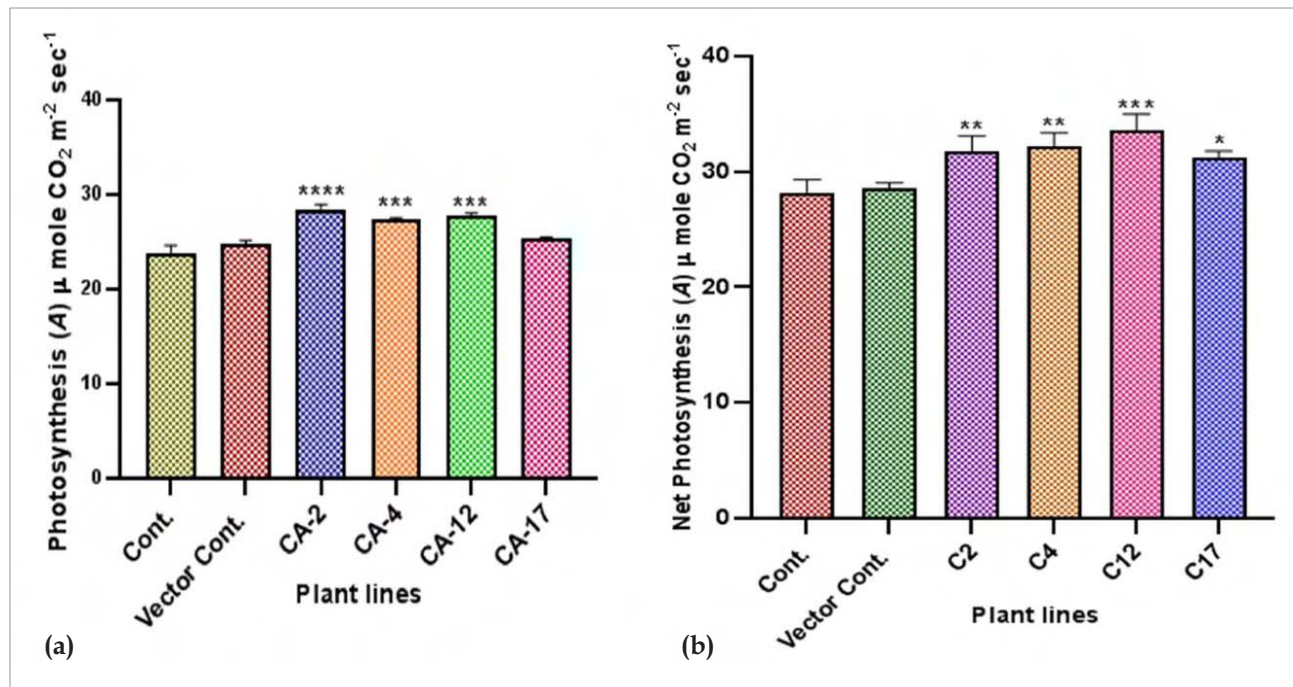 Photosynthesis (A) μ mole CO₂ m⁻² sec⁻¹
40
30
20
10
0
****
***
***
Cont.
Vector Cont.
CA-2
CA-4
CA-12
CA-17
Plant lines
(a)
Net Photosynthesis (A) μ mole CO₂ m⁻² sec⁻¹
40
30
20
10
0
**
**
***
*
Cont.
Vector Cont.
C2
C4
C12
C17
Plant lines
(b)